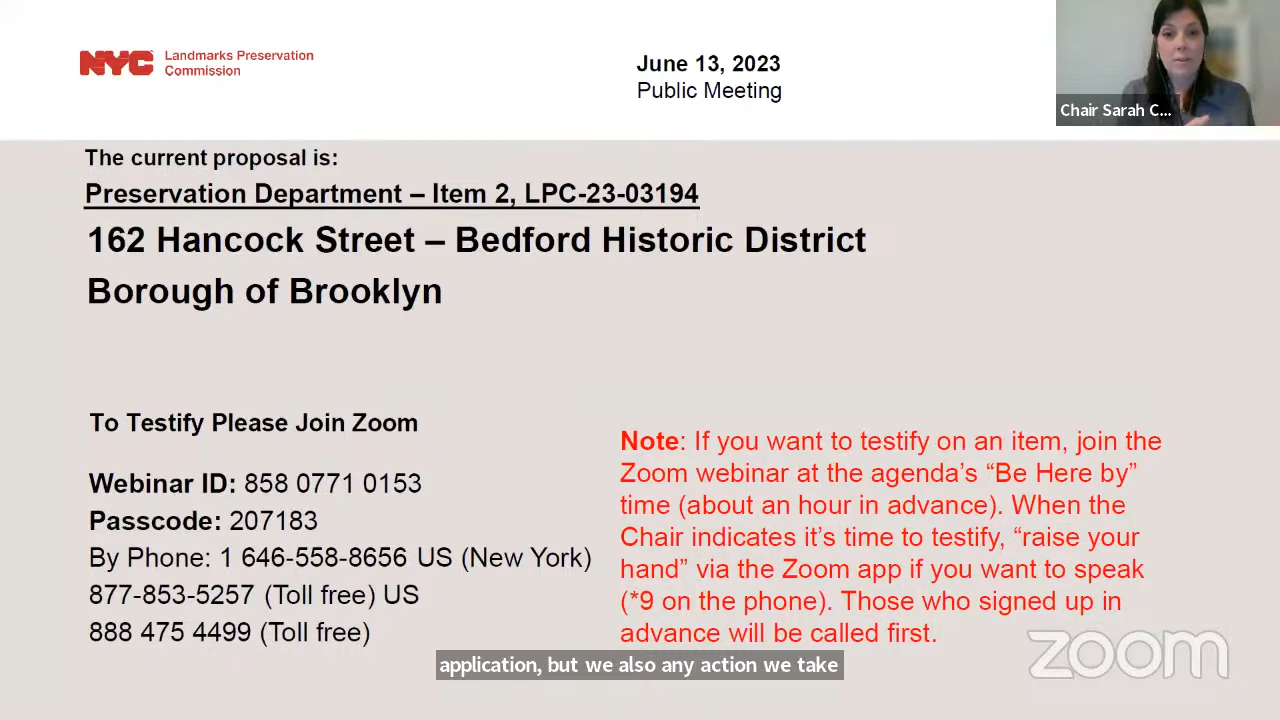 NYC Landmarks Preservation
Commission
June 13, 2023
Public Meeting
Chair Sarah C...
The current proposal is:
Preservation Department – Item 2, LPC-23-03194
162 Hancock Street – Bedford Historic District
Borough of Brooklyn
To Testify Please Join Zoom
Webinar ID: 858 0771 0153
Passcode: 207183
By Phone: 1 646-558-8656 US (New York)
877-853-5257 (Toll free) US
888 475 4499 (Toll free)
Note: If you want to testify on an item, join the
Zoom webinar at the agenda’s “Be Here by”
time (about an hour in advance). When the
Chair indicates it’s time to testify, “raise your
hand” via the Zoom app if you want to speak
(*9 on the phone). Those who signed up in
advance will be called first.
zoom
application, but we also any action we take